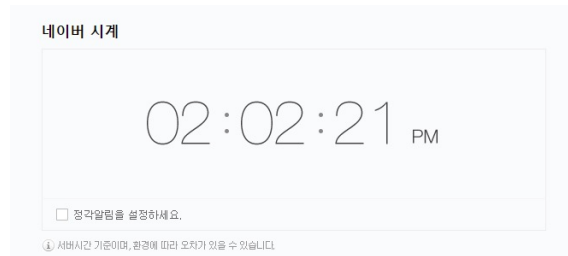 네이버 시계
02:02:21 PM
정각알림을 설정하세요.
서버시간 기준이며, 환경에 따라 오차가 있을 수 있습니다.